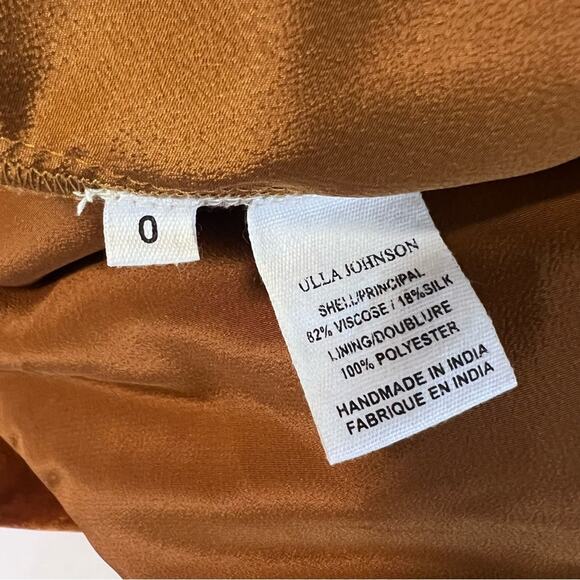 0
ULLA JOHNSON
SHELL/PRINCIPAL
82% VISCOSE / 18%SILK
LINING/DOUBLURE
100% POLYESTER
HANDMADE IN INDIA
FABRIQUE EN INDIA